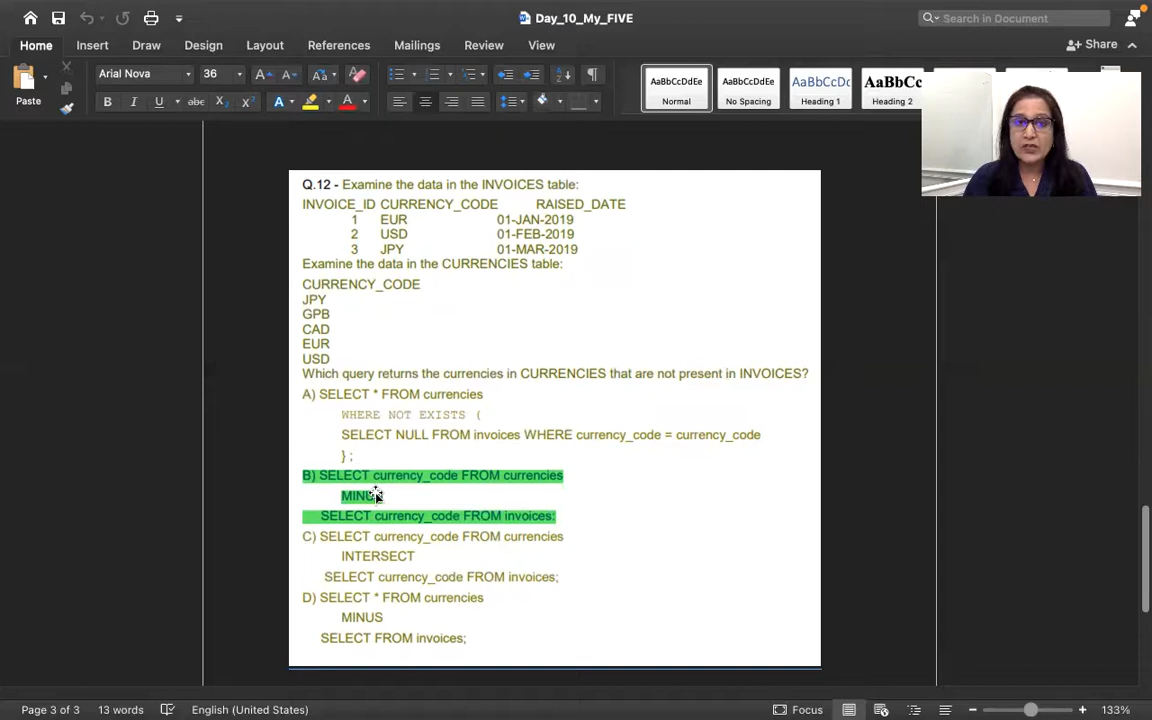 Day_10_My_FIVE
Search in Document
Home Insert Draw Design Layout References Mailings Review View
Share
Paste
Arial Nova 36
AaBbCcDdEe AaBbCcDdEe AaBbCcDc AaBbCcDdEe
Normal No Spacing Heading 1 Heading 2
Q.12 - Examine the data in the INVOICES table:
INVOICE_ID CURRENCY_CODE RAISED_DATE
1 EUR 01-JAN-2019
2 USD 01-FEB-2019
3 JPY 01-MAR-2019
Examine the data in the CURRENCIES table:
CURRENCY_CODE
JPY
GPB
CAD
EUR
USD
Which query returns the currencies in CURRENCIES that are not present in INVOICES?
A) SELECT * FROM currencies
WHERE NOT EXISTS (
SELECT NULL FROM invoices WHERE currency_code = currency_code
} ;
B) SELECT currency_code FROM currencies
MINUS
SELECT currency_code FROM invoices:
C) SELECT currency_code FROM currencies
INTERSECT
SELECT currency_code FROM invoices;
D) SELECT * FROM currencies
MINUS
SELECT FROM invoices;
Page 3 of 3 13 words English (United States) Focus 133%